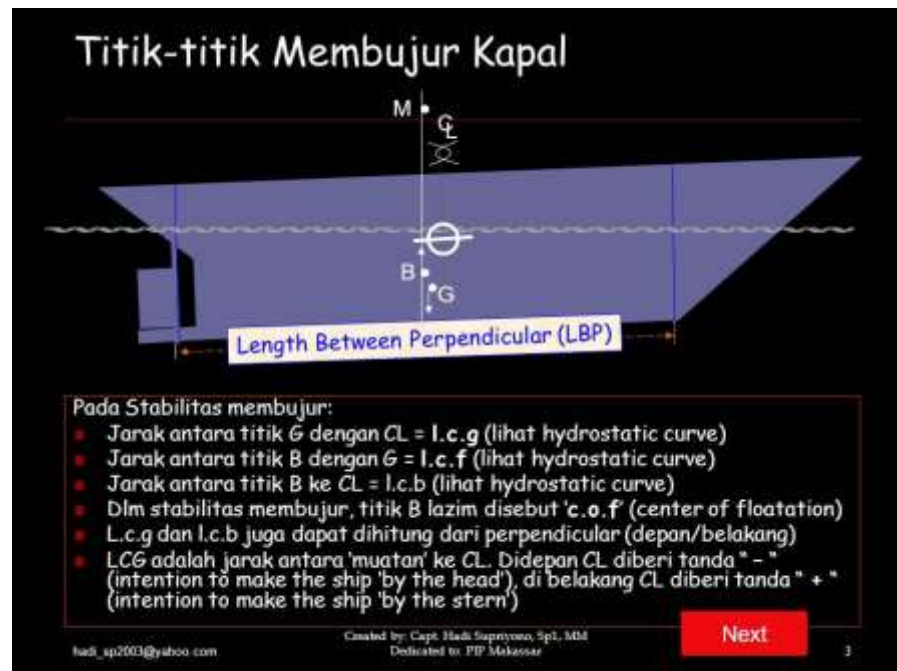 Titik-titik Membujur Kapal
M
CL
B
G
Length Between Perpendicular (LBP)
Pada Stabilitas membujur:
Jarak antara titik G dengan CL = l.c.g (lihat hydrostatic curve)
Jarak antara titik B dengan G = l.c.f (lihat hydrostatic curve)
Jarak antara titik B ke CL = l.c.b (lihat hydrostatic curve)
Dlm stabilitas membujur, titik B lazim disebut 'c.o.f' (center of floatation)
L.c.g dan l.c.b juga dapat dihitung dari perpendicular (depan/belakang)
LCG adalah jarak antara 'muatan' ke CL. Didepan CL diberi tanda " – "
(intention to make the ship 'by the head'), di belakang CL diberi tanda " + "
(intention to make the ship 'by the stern')
Next
hadi_sp2003@yahoo.com
Created by: Capt. Hadi Supriyono, Sp1, MM
Dedicated to: PIP Makassar
3